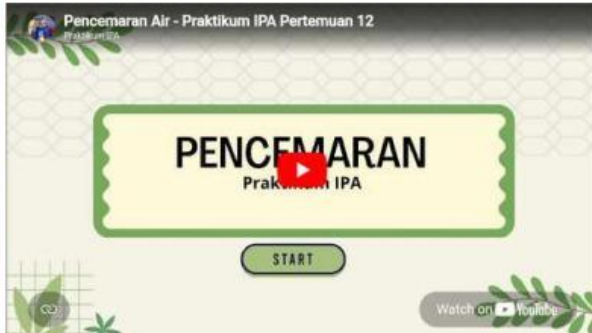 Pencemaran Air - Praktikum IPA Pertemuan 12
Praktikum IPA
PENCEMARAN
Praktikum IPA
START
Watch on YouTube